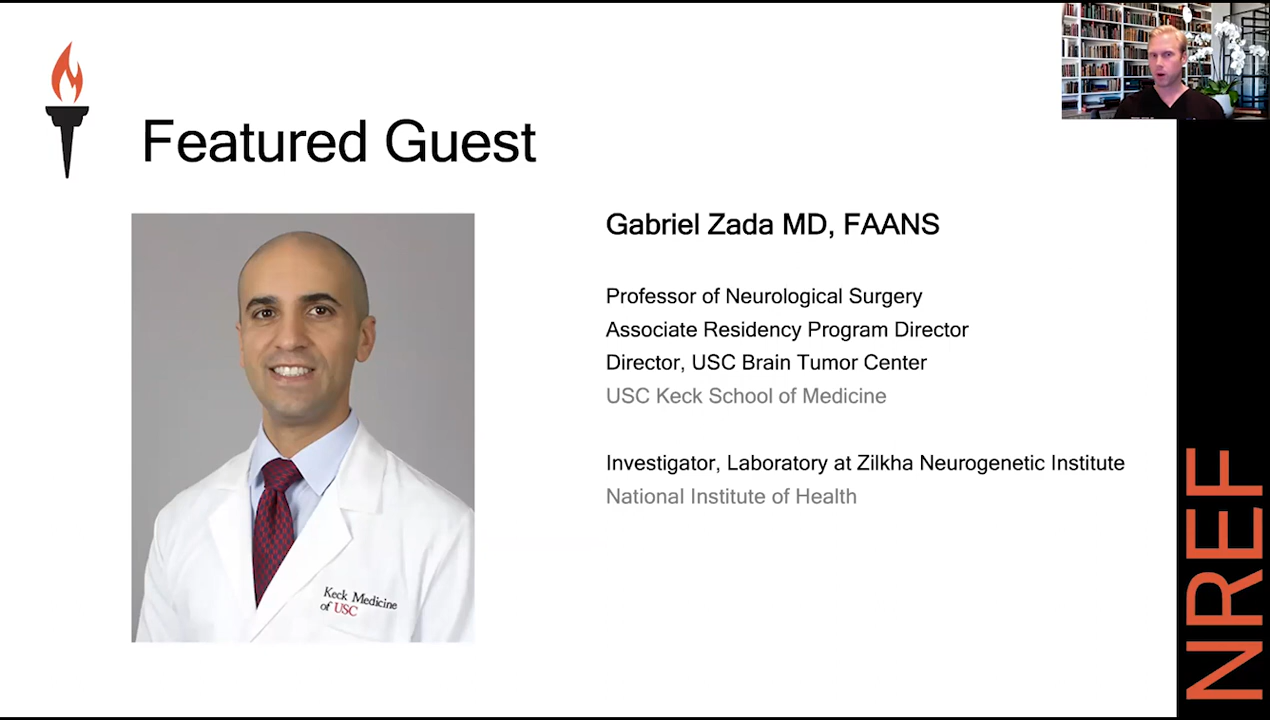 Featured Guest
Gabriel Zada MD, FAANS
Professor of Neurological Surgery
Associate Residency Program Director
Director, USC Brain Tumor Center
USC Keck School of Medicine
Investigator, Laboratory at Zilkha Neurogenetic Institute
National Institute of Health
Keck Medicine
of USC
NREF